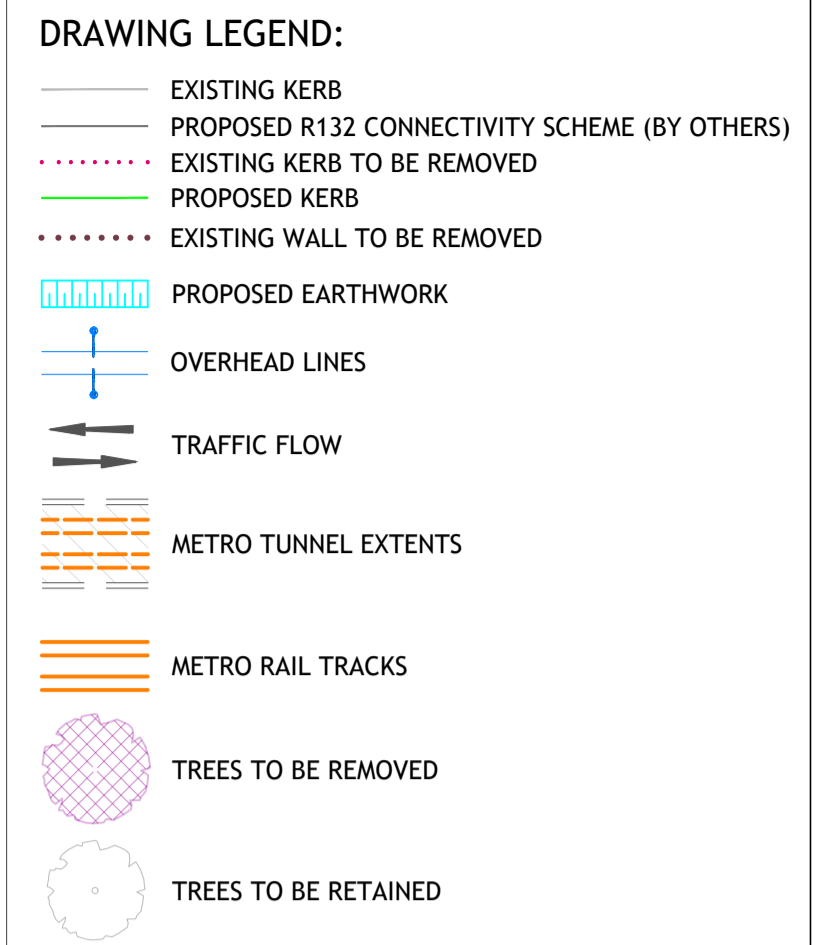 DRAWING LEGEND:
EXISTING KERB
PROPOSED R132 CONNECTIVITY SCHEME (BY OTHERS)
EXISTING KERB TO BE REMOVED
PROPOSED KERB
EXISTING WALL TO BE REMOVED
PROPOSED EARTHWORK
OVERHEAD LINES
TRAFFIC FLOW
METRO TUNNEL EXTENTS
METRO RAIL TRACKS
TREES TO BE REMOVED
TREES TO BE RETAINED